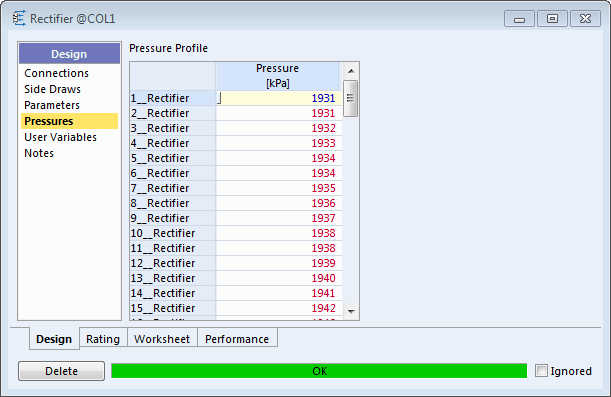 Rectifier @COL1
Design
Connections
Side Draws
Parameters
Pressures
User Variables
Notes
Pressure Profile
Pressure
[kPa]
1__Rectifier 1931
2__Rectifier 1931
3__Rectifier 1932
4__Rectifier 1933
5__Rectifier 1934
6__Rectifier 1934
7__Rectifier 1935
8__Rectifier 1936
9__Rectifier 1937
10__Rectifier 1938
11__Rectifier 1938
12__Rectifier 1939
13__Rectifier 1940
14__Rectifier 1941
15__Rectifier 1942
Design Rating Worksheet Performance
Delete OK Ignored